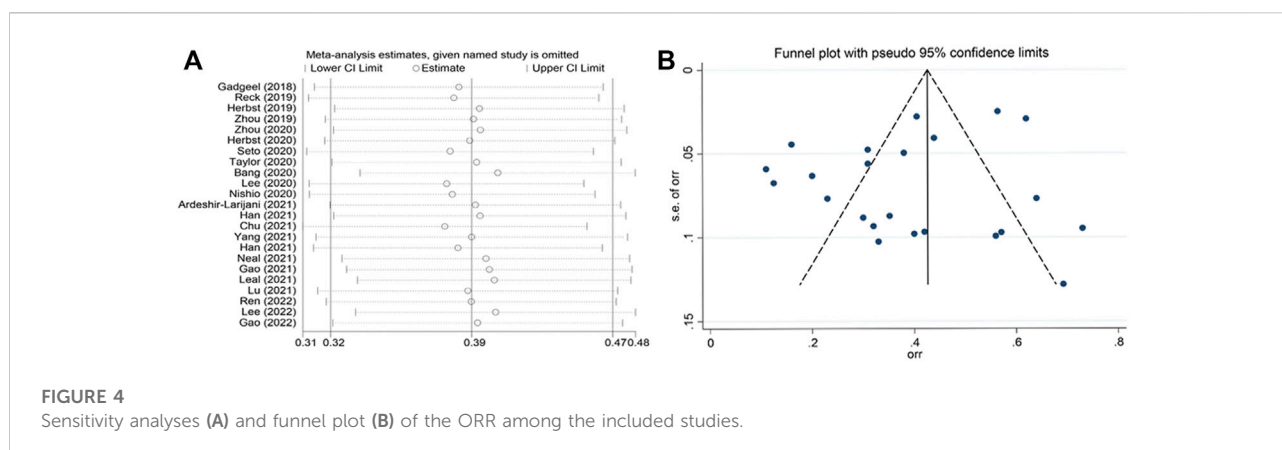 A
Meta-analysis estimates, given named study is omitted
Lower CI Limit Estimate Upper CI Limit
Gadgeel (2018)
Reck (2019)
Herbst (2019)
Zhou (2019)
Zhou (2020)
Herbst (2020)
Seto (2020)
Taylor (2020)
Bang (2020)
Lee (2020)
Nishio (2020)
Ardeshir-Larijani (2021)
Han (2021)
Chu (2021)
Yang (2021)
Han (2021)
Neal (2021)
Gao (2021)
Leal (2021)
Lu (2021)
Ren (2022)
Lee (2022)
Gao (2022)
0.31 0.32 0.39 0.47 0.48
B
Funnel plot with pseudo 95% confidence limits
s.e. of orr
0
.05
.1
.15
0 .2 .4 .6 .8
orr
FIGURE 4
Sensitivity analyses (A) and funnel plot (B) of the ORR among the included studies.